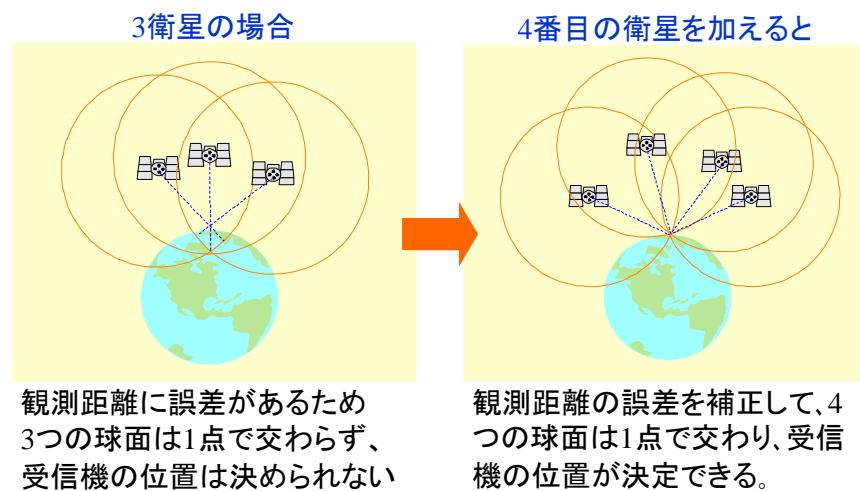 3衛星の場合
4番目の衛星を加えると
観測距離に誤差があるため
3つの球面は1点で交わらず、
受信機の位置は決められない
観測距離の誤差を補正して、4
つの球面は1点で交わり、受信
機の位置が決定できる。